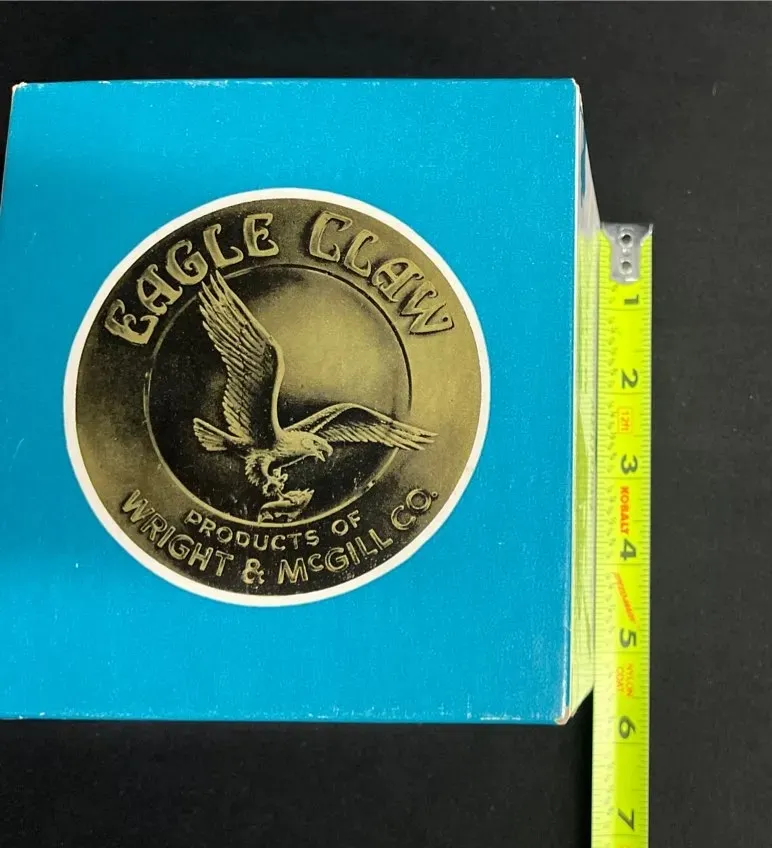 EAGLE CLAW
PRODUCTS OF
WRIGHT & McGILL CO.
1
2
12ft
3
KOBALT
4
5
NYLON
COAT
6
7